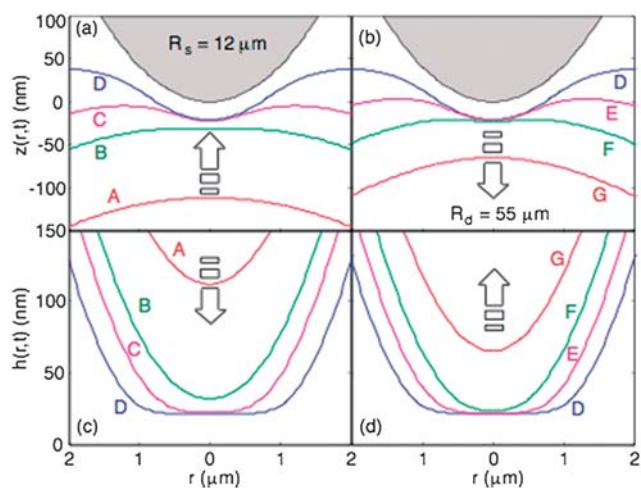 100
(a)
R_s = 12 μm
(b)
50
D
D
0
C
E
-50
B
F
-100
A
G
R_d = 55 μm
z(r,t) (nm)
150
A
G
100
B
F
C
E
50
D
D
0
(c)
(d)
h(r,t) (nm)
2 1 0 1 2 1 0 1 2
r (μm)
r (μm)